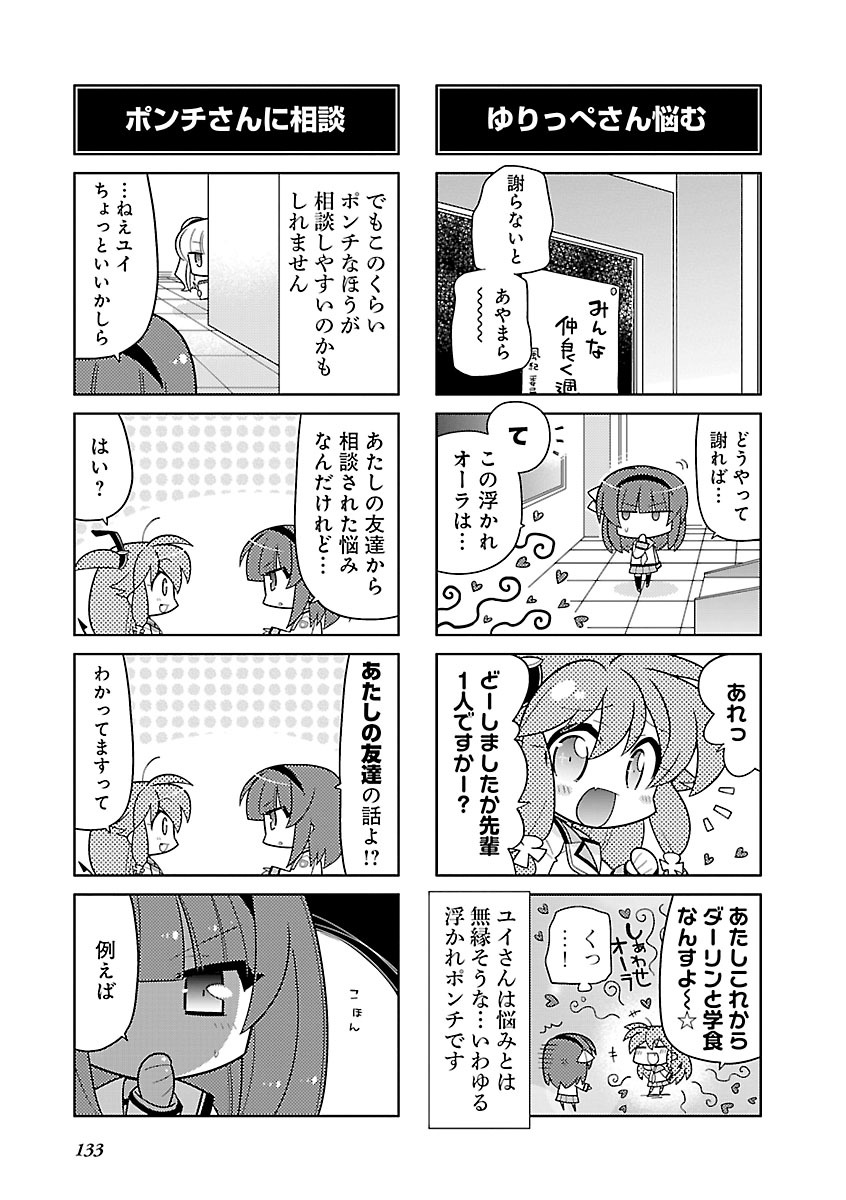 ゆりっぺさん悩む
謝らないと
あやまら
〜〜〜〜
みんな
仲良く週
風紀委員
どうやって
謝れば…
て
この浮かれ
オーラは…
あれっ
どーしましたか先輩
1人ですかー?
あたしこれから
ダーリンと学食
なんすよ〜☆
しあわせ
オーラ
くっ
…!
ユイさんは悩みとは
無縁そうな…いわゆる
浮かれポンチです
ポンチさんに相談
でもこのくらい
ポンチなほうが
相談しやすいのかも
しれません
…ねえユイ
ちょっといいかしら
あたしの友達から
相談された悩み
なんだけれど…
はい?
あたしの友達の話よ!?
わかってますって
こほん
例えば
133